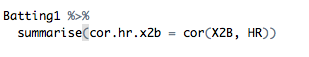 Batting1 %>%
summarise(cor.hr.x2b = cor(X2B, HR))